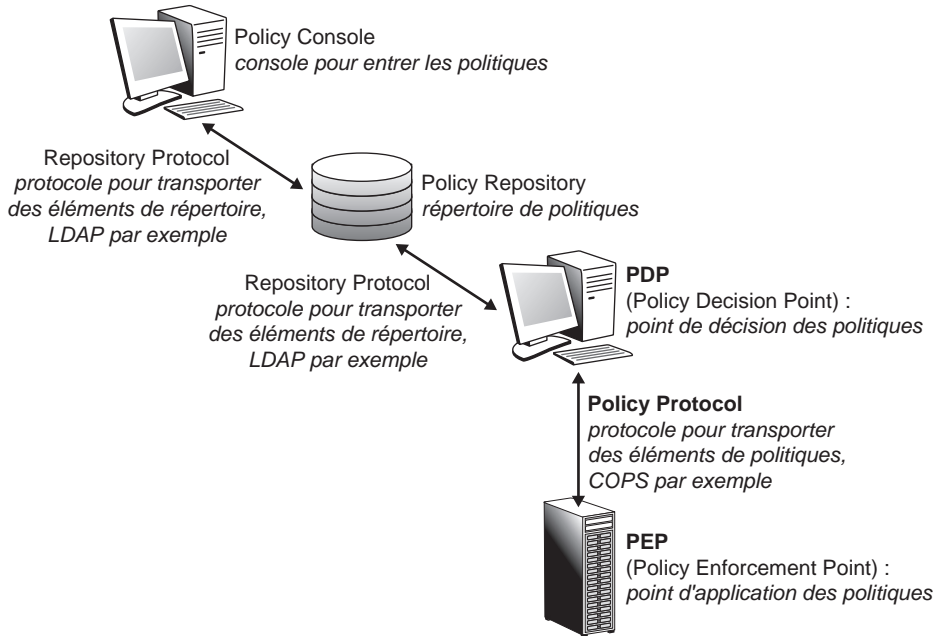 Policy Console
console pour entrer les politiques
Repository Protocol
protocole pour transporter
des éléments de répertoire,
LDAP par exemple
Policy Repository
répertoire de politiques
Repository Protocol
protocole pour transporter
des éléments de répertoire,
LDAP par exemple
PDP
(Policy Decision Point) :
point de décision des politiques
Policy Protocol
protocole pour transporter
des éléments de politiques,
COPS par exemple
PEP
(Policy Enforcement Point) :
point d'application des politiques